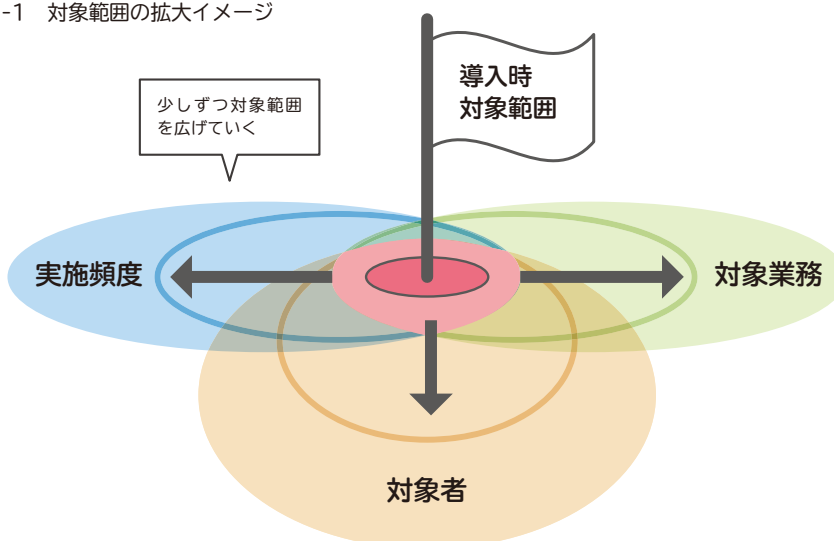 -1 対象範囲の拡大イメージ
導入時
対象範囲
少しずつ対象範囲
を広げていく
実施頻度
対象業務
対象者